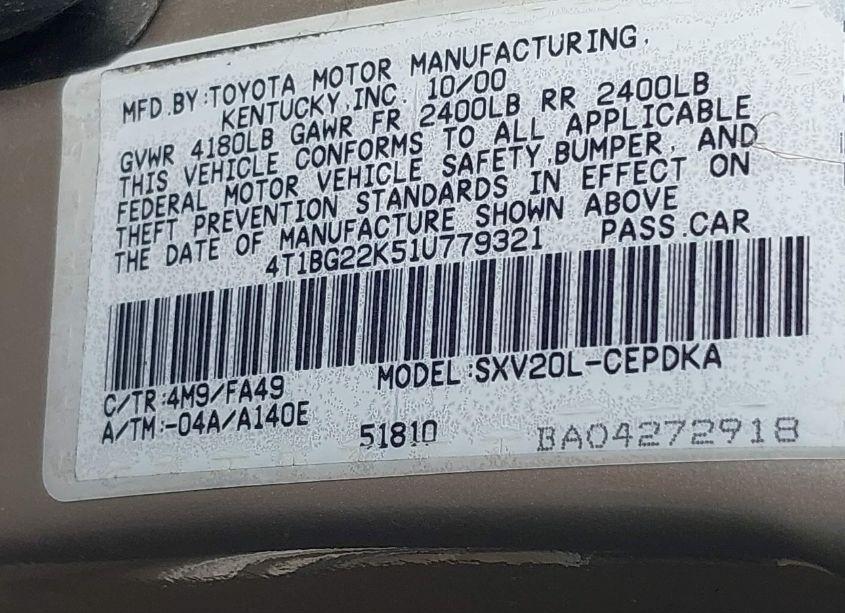 MFD.BY:TOYOTA MOTOR MANUFACTURING,
KENTUCKY,INC. 10/00
GVWR 4180LB GAWR FR 2400LB RR 2400LB
THIS VEHICLE CONFORMS TO ALL APPLICABLE
FEDERAL MOTOR VEHICLE SAFETY,BUMPER, AND
THEFT PREVENTION STANDARDS IN EFFECT ON
THE DATE OF MANUFACTURE SHOWN ABOVE
4T1BG22K51U779321 PASS.CAR
C/TR:4M9/FA49 MODEL:SXV20L-CEPDKA
A/TM:-04A/A140E
51810 BA04272918